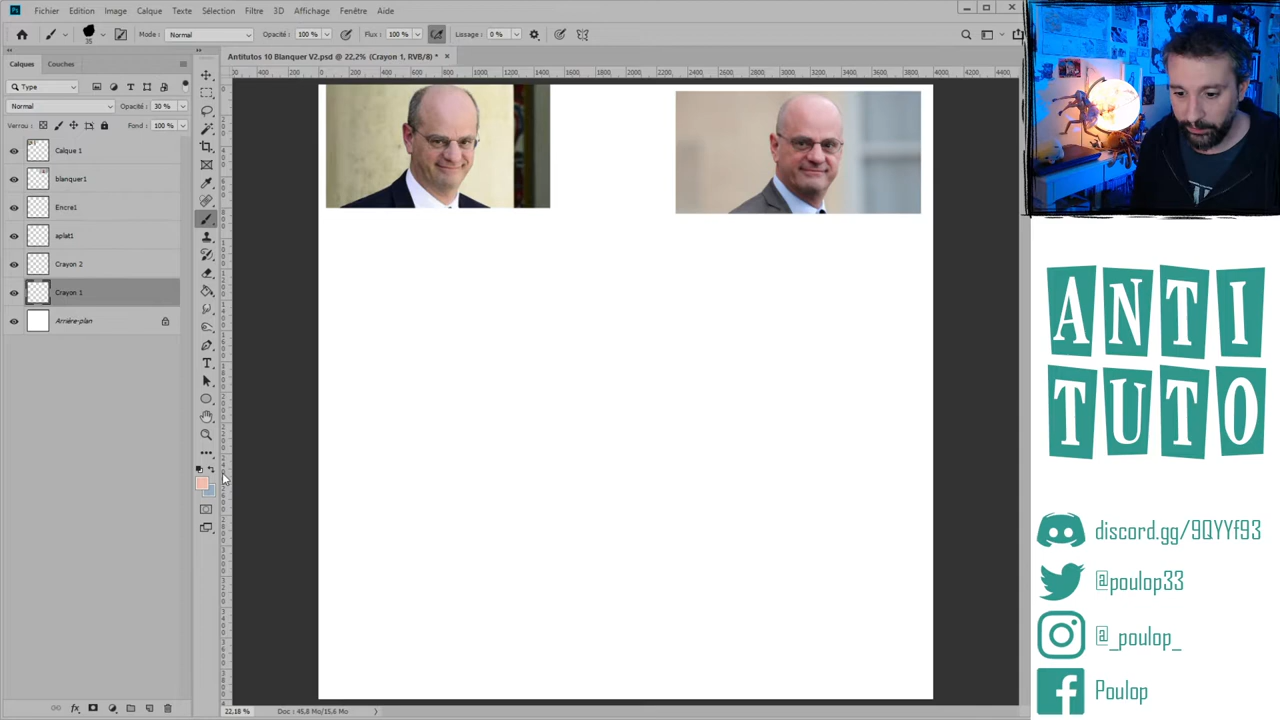 Fichier Edition Image Calque Texte Sélection Filtre 3D Affichage Fenêtre Aide
35 Mode : Normal Opacité : 100 % Flux : 100 % Lissage : 0 %
Calques Couches
Antitutos 10 Blanquer V2.psd @ 22,2% (Crayon 1, RVB/8) *
Type
Normal Opacité : 30 %
Verrou : Fond : 100 %
Calque 1
blanquer1
Encre1
aplat1
Crayon 2
Crayon 1
Arrière-plan
22,18 % Doc : 45,8 Mo/15,6 Mo
ANTI
TUTO
discord.gg/9QYYf93
@poulop33
@_poulop_
Poulop